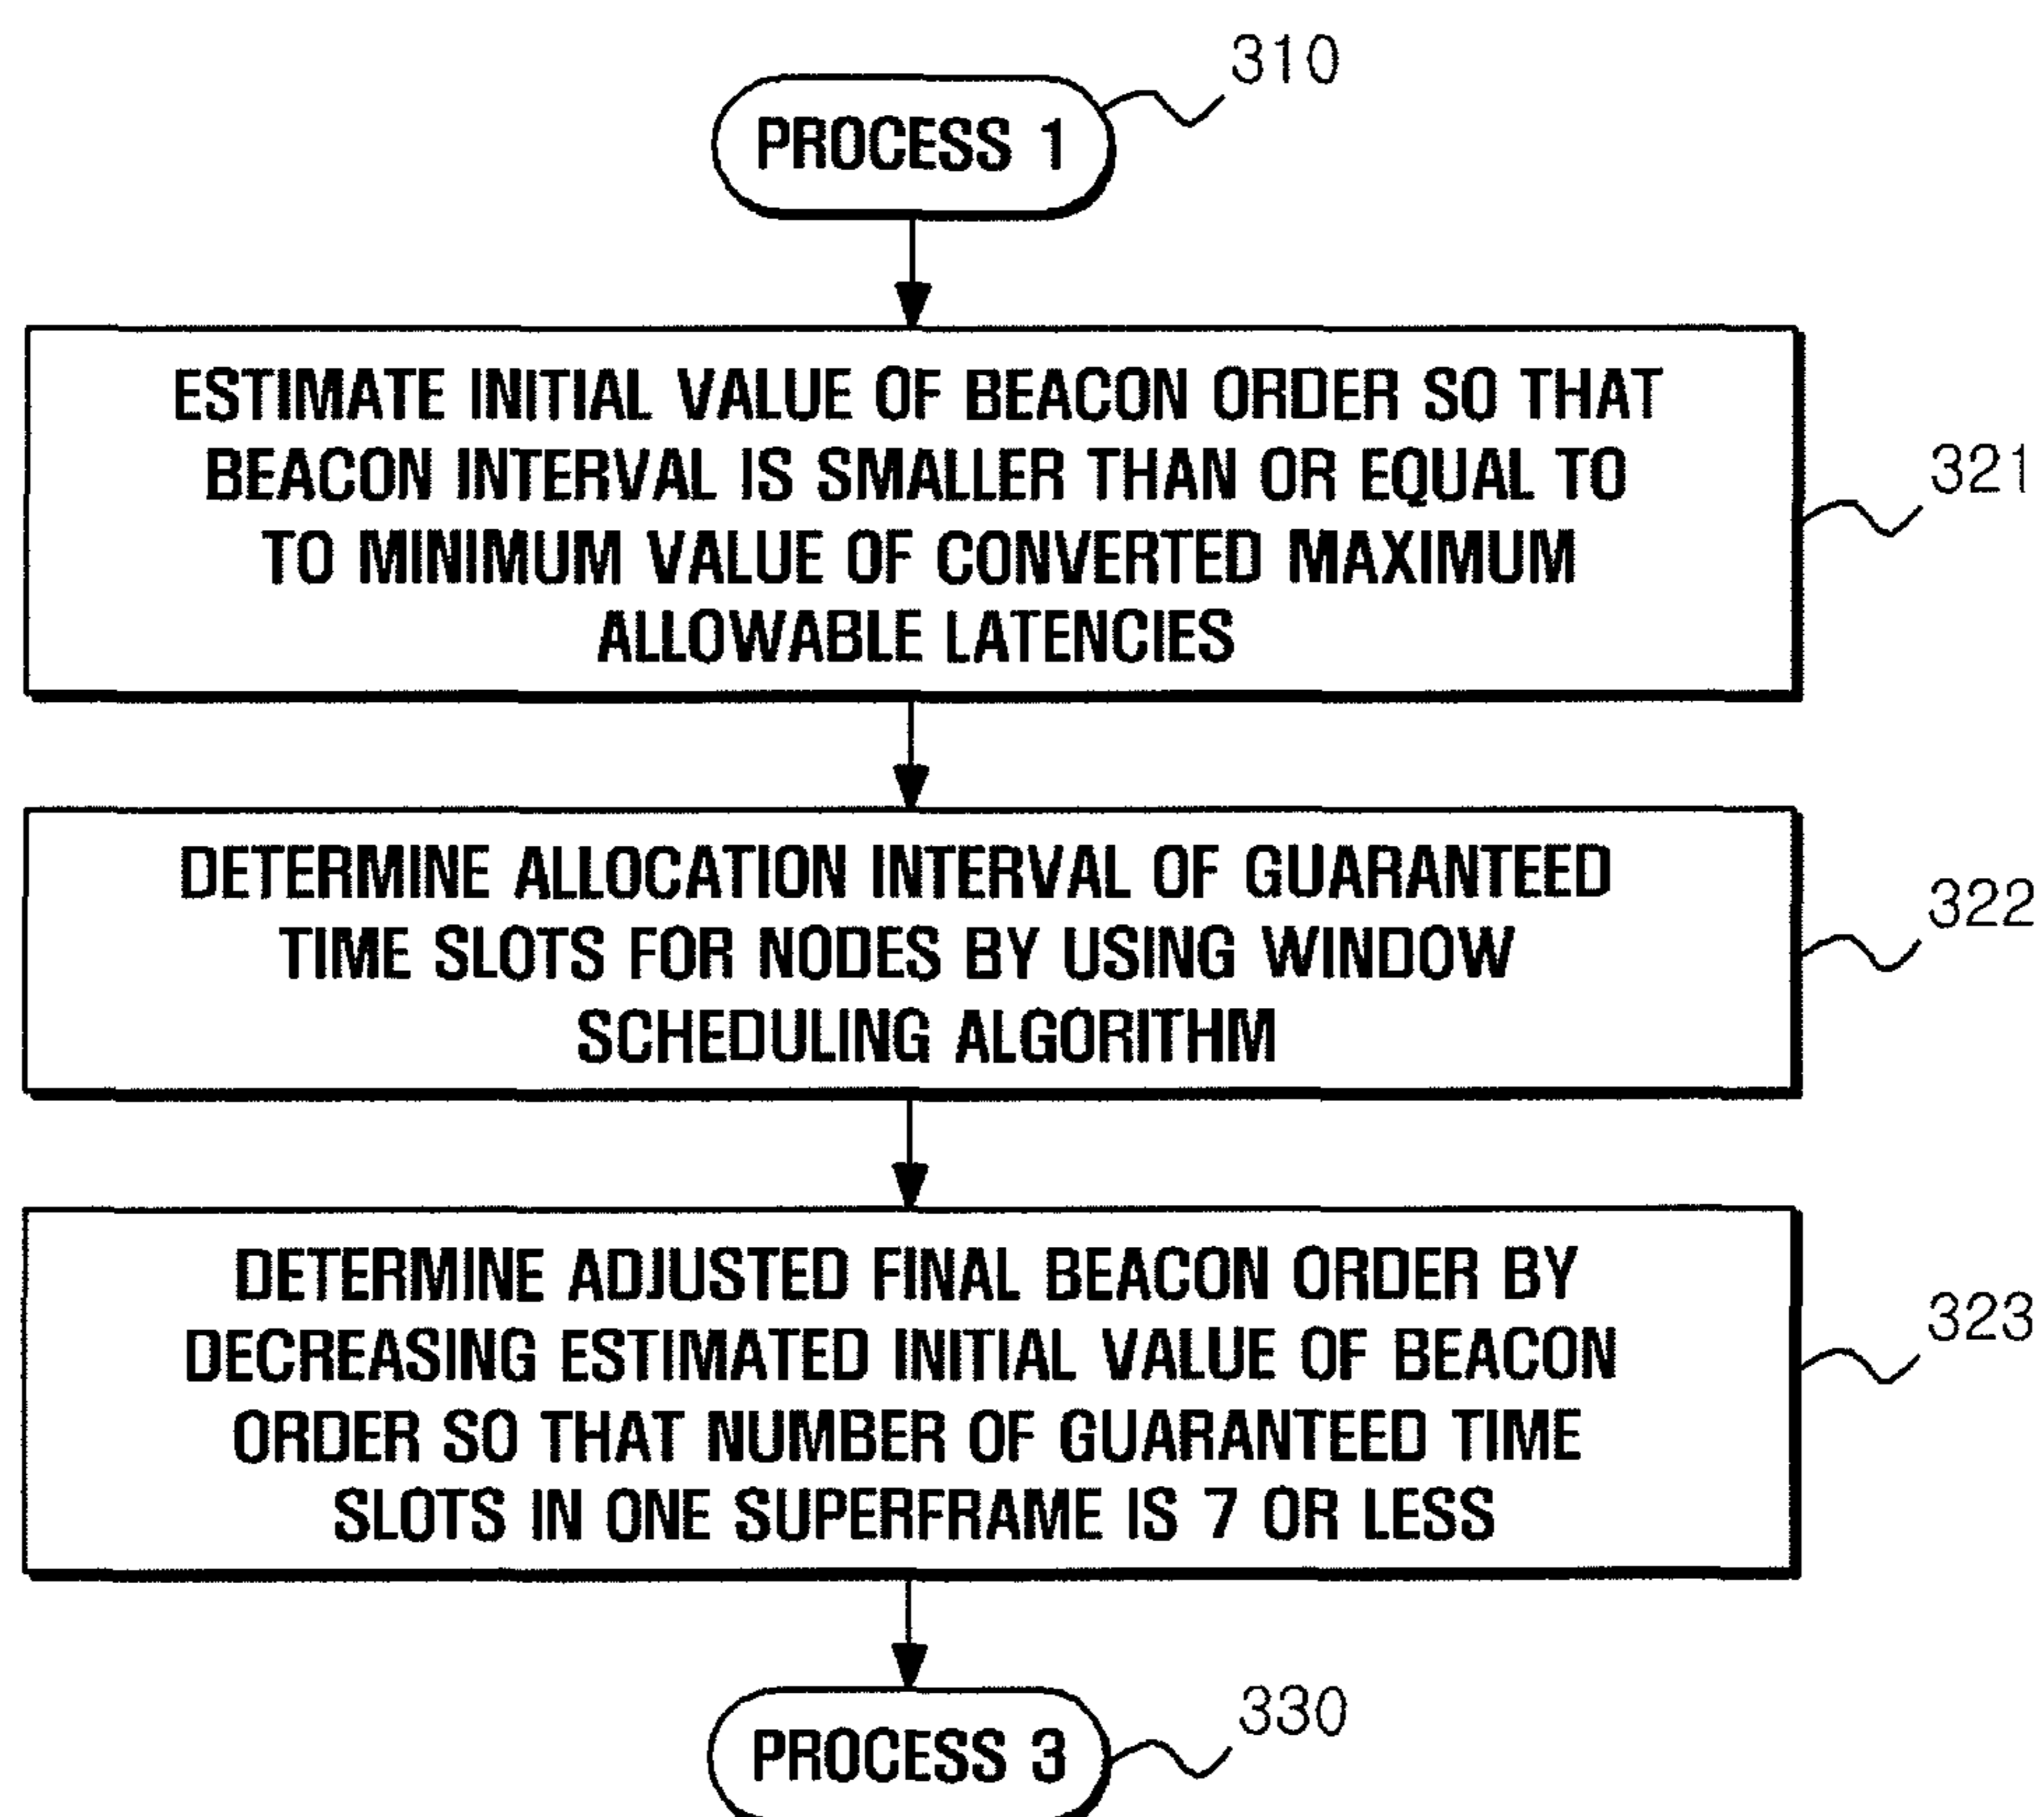 310
PROCESS 1
ESTIMATE INITIAL VALUE OF BEACON ORDER SO THAT
BEACON INTERVAL IS SMALLER THAN OR EQUAL TO
TO MINIMUM VALUE OF CONVERTED MAXIMUM
ALLOWABLE LATENCIES
321
DETERMINE ALLOCATION INTERVAL OF GUARANTEED
TIME SLOTS FOR NODES BY USING WINDOW
SCHEDULING ALGORITHM
322
DETERMINE ADJUSTED FINAL BEACON ORDER BY
DECREASING ESTIMATED INITIAL VALUE OF BEACON
ORDER SO THAT NUMBER OF GUARANTEED TIME
SLOTS IN ONE SUPERFRAME IS 7 OR LESS
323
PROCESS 3
330